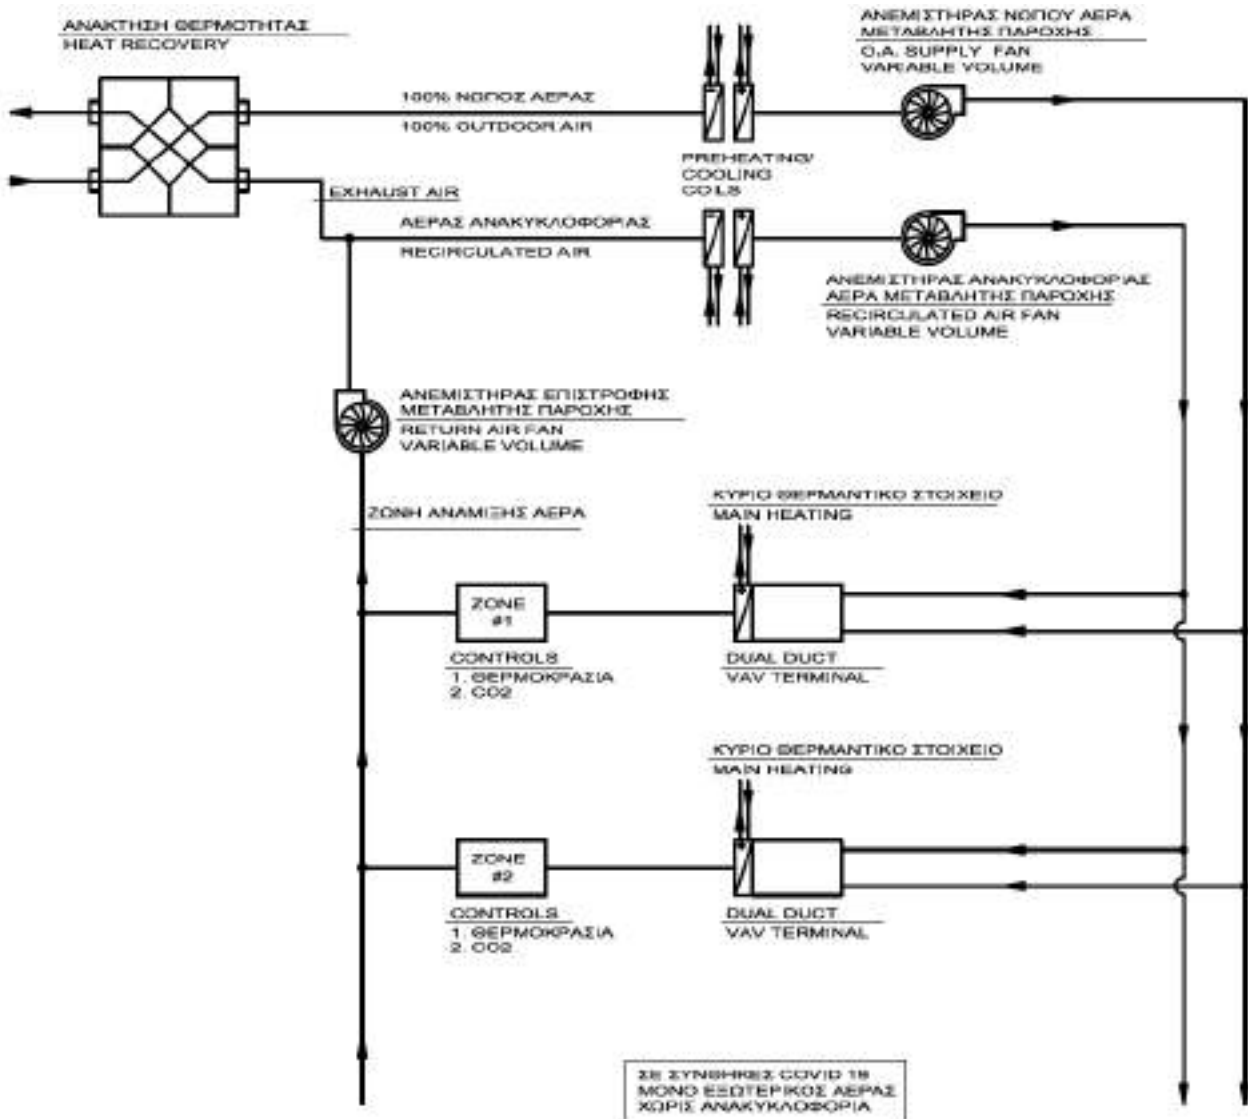 ΑΝΑΚΤΗΣΗ ΘΕΡΜΟΤΗΤΑΣ
HEAT RECOVERY
ΑΝΕΜΙΣΤΗΡΑΣ ΝΩΠΟΥ ΑΕΡΑ
ΜΕΤΑΒΛΗΤΗΣ ΠΑΡΟΧΗΣ
O.A. SUPPLY FAN
VARIABLE VOLUME
100% ΝΩΠΟΣ ΑΕΡΑΣ
100% OUTDOOR AIR
PREHEATING/
COOLING
COILS
EXHAUST AIR
ΑΕΡΑΣ ΑΝΑΚΥΚΛΟΦΟΡΙΑΣ
RECIRCULATED AIR
ΑΝΕΜΙΣΤΗΡΑΣ ΑΝΑΚΥΚΛΟΦΟΡΙΑΣ
ΑΕΡΑ ΜΕΤΑΒΛΗΤΗΣ ΠΑΡΟΧΗΣ
RECIRCULATED AIR FAN
VARIABLE VOLUME
ΑΝΕΜΙΣΤΗΡΑΣ ΕΠΙΣΤΡΟΦΗΣ
ΜΕΤΑΒΛΗΤΗΣ ΠΑΡΟΧΗΣ
RETURN AIR FAN
VARIABLE VOLUME
ΖΩΝΗ ΑΝΑΜΙΞΗΣ ΑΕΡΑ
ΚΥΡΙΟ ΘΕΡΜΑΝΤΙΚΟ ΣΤΟΙΧΕΙΟ
MAIN HEATING
ZONE
#1
CONTROLS
1. ΘΕΡΜΟΚΡΑΣΙΑ
2. CO2
DUAL DUCT
VAV TERMINAL
ΚΥΡΙΟ ΘΕΡΜΑΝΤΙΚΟ ΣΤΟΙΧΕΙΟ
MAIN HEATING
ZONE
#2
CONTROLS
1. ΘΕΡΜΟΚΡΑΣΙΑ
2. CO2
DUAL DUCT
VAV TERMINAL
ΣΕ ΣΥΝΘΗΚΕΣ COVID 19
ΜΟΝΟ ΕΞΩΤΕΡΙΚΟΣ ΑΕΡΑΣ
ΧΩΡΙΣ ΑΝΑΚΥΚΛΟΦΟΡΙΑ